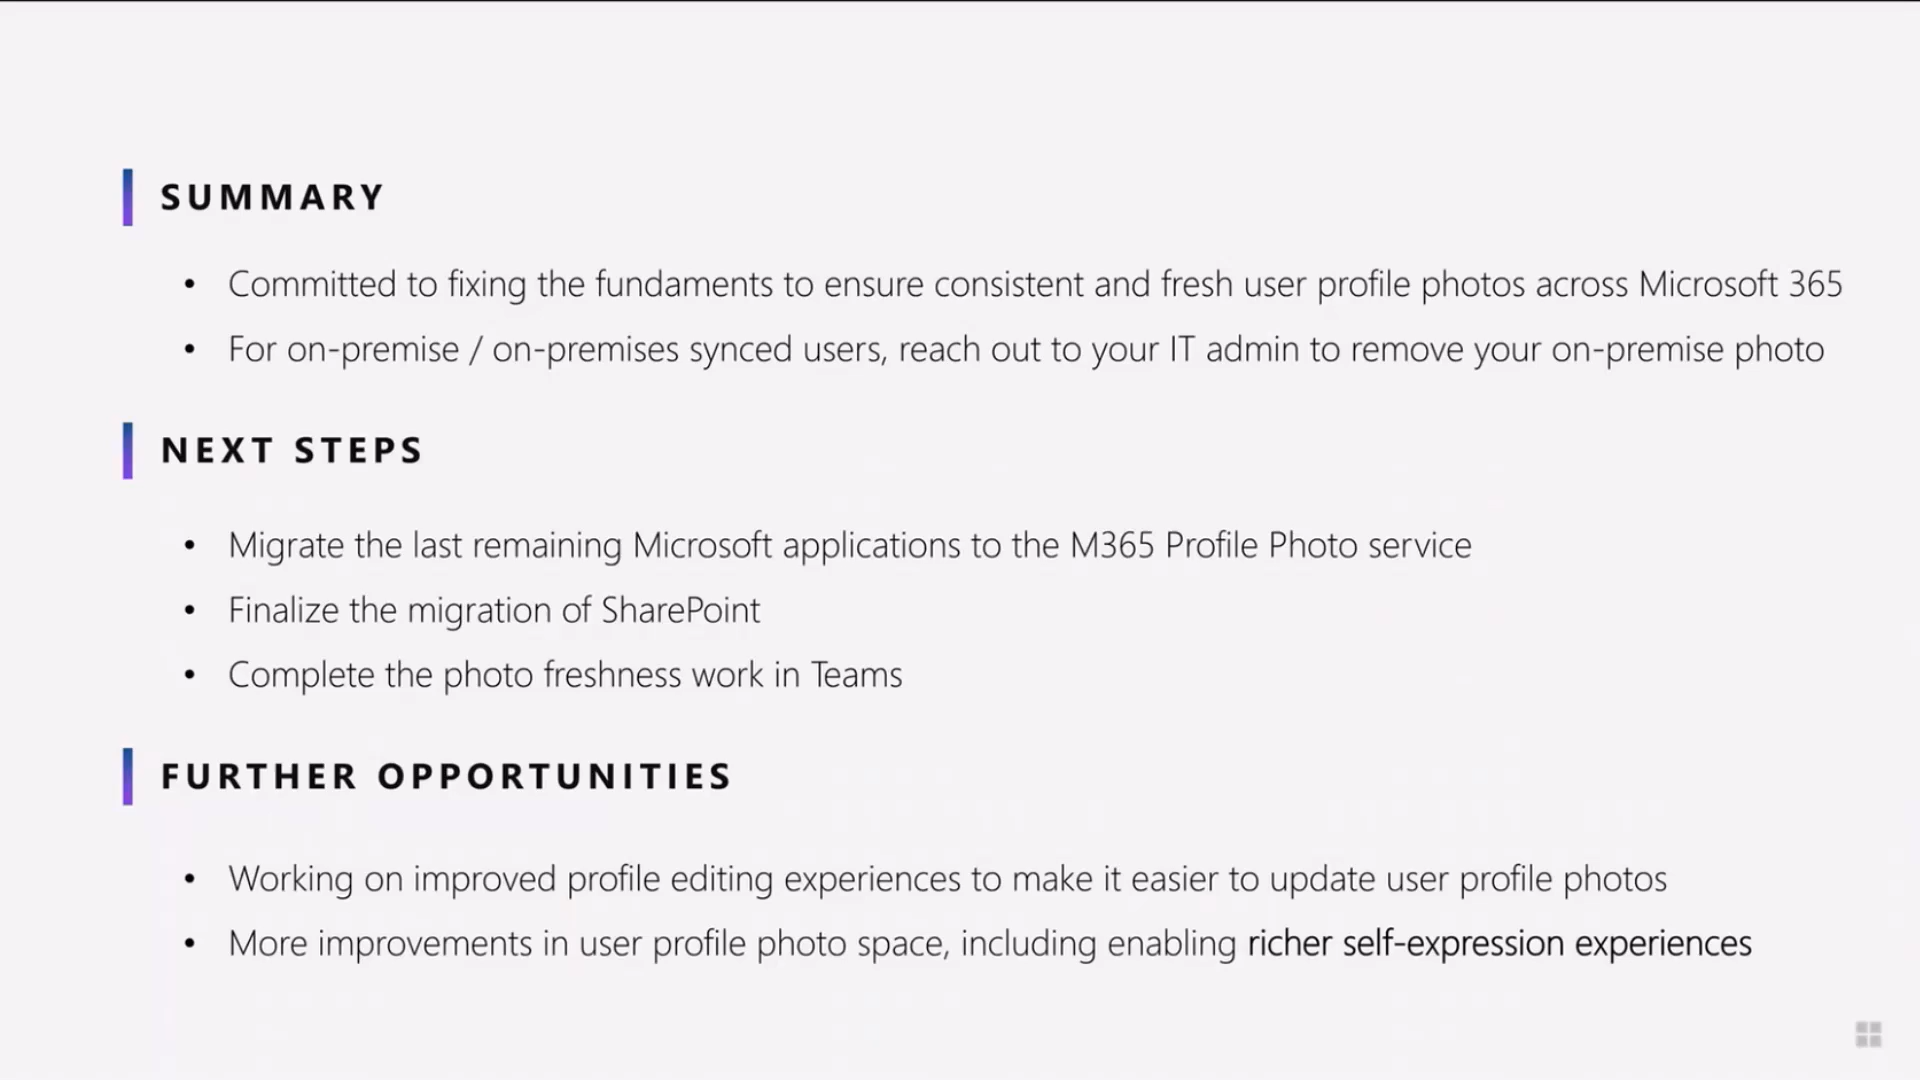 SUMMARY
• Committed to fixing the fundaments to ensure consistent and fresh user profile photos across Microsoft 365
• For on-premise / on-premises synced users, reach out to your IT admin to remove your on-premise photo
NEXT STEPS
• Migrate the last remaining Microsoft applications to the M365 Profile Photo service
• Finalize the migration of SharePoint
• Complete the photo freshness work in Teams
FURTHER OPPORTUNITIES
• Working on improved profile editing experiences to make it easier to update user profile photos
• More improvements in user profile photo space, including enabling richer self-expression experiences